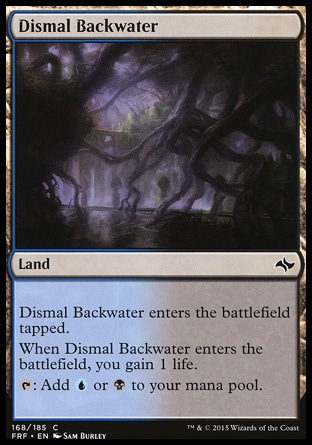 Dismal Backwater
Land
Dismal Backwater enters the battlefield
tapped.
When Dismal Backwater enters the
battlefield, you gain 1 life.
: Add or to your mana pool.
168/185 C
FRF • EN Sam Burley
™ & © 2015 Wizards of the Coast